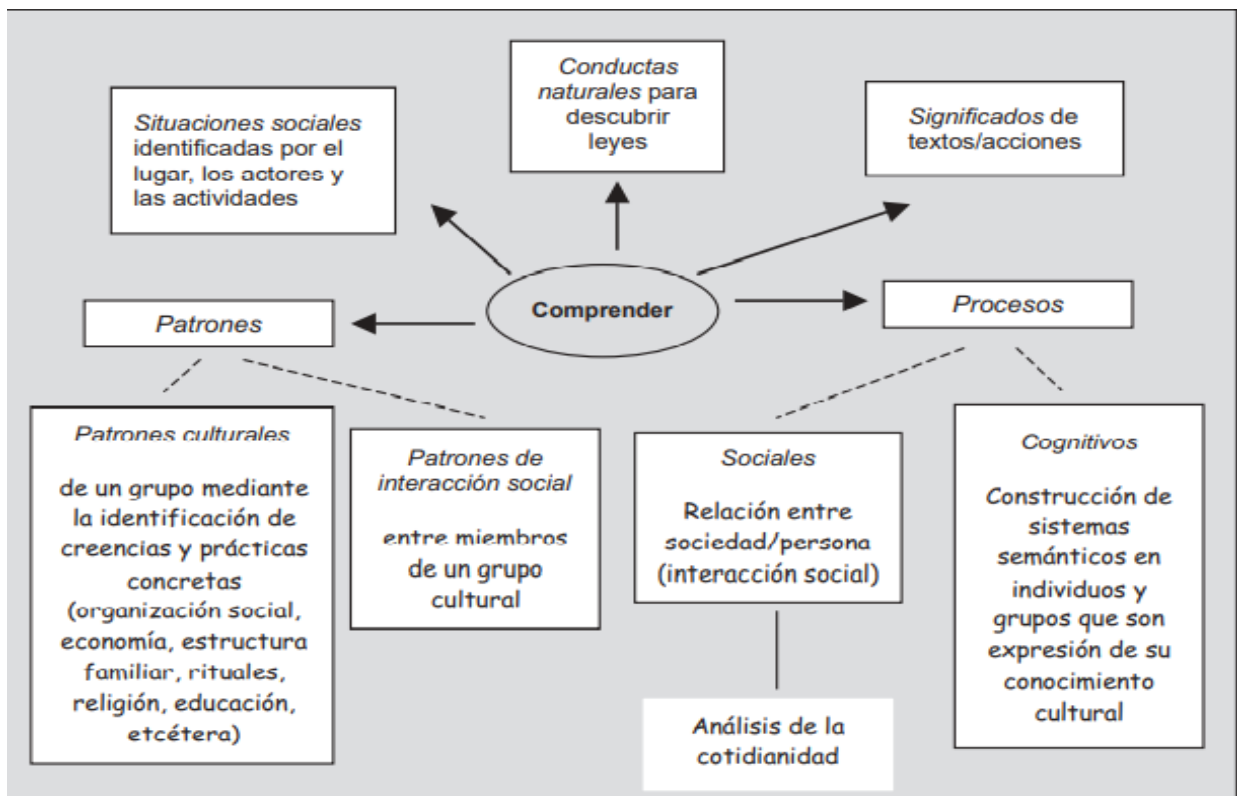 Conductas
naturales para
descubrir
leyes
Situaciones sociales
identificadas por el
lugar, los actores y
las actividades
Significados de
textos/acciones
Comprender
Patrones
Procesos
Patrones culturales
de un grupo mediante
la identificación de
creencias y prácticas
concretas
(organización social,
economía, estructura
familiar, rituales,
religión, educación,
etcétera)
Patrones de
interacción social
entre miembros
de un grupo
cultural
Sociales
Relación entre
sociedad/persona
(interacción social)
Análisis de la
cotidianidad
Cognitivos
Construcción de
sistemas
semánticos en
individuos y
grupos que son
expresión de su
conocimiento
cultural